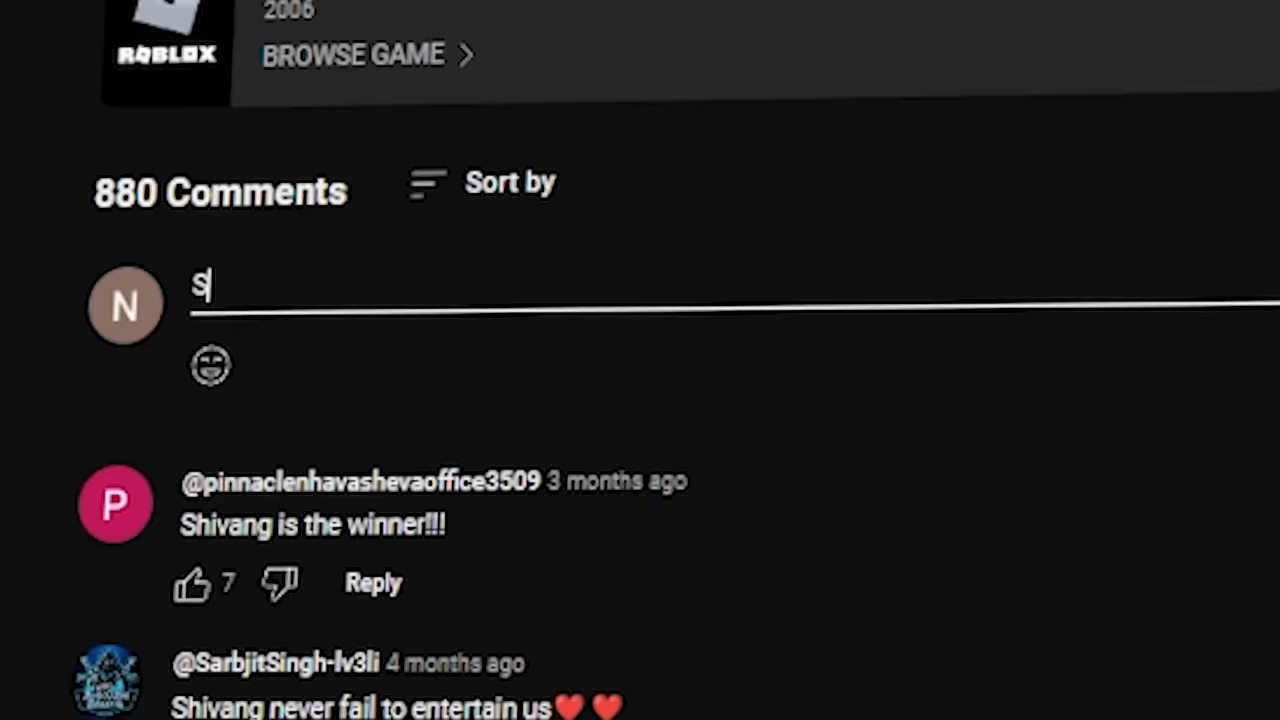 2006
ROBLOX
BROWSE GAME
880 Comments
Sort by
N
S
P
@pinnaclenhavashevaoffice3509 3 months ago
Shivang is the winner!!!
7
Reply
@SarbjitSingh-lv3li 4 months ago
Shivang never fail to entertain us❤️ ❤️